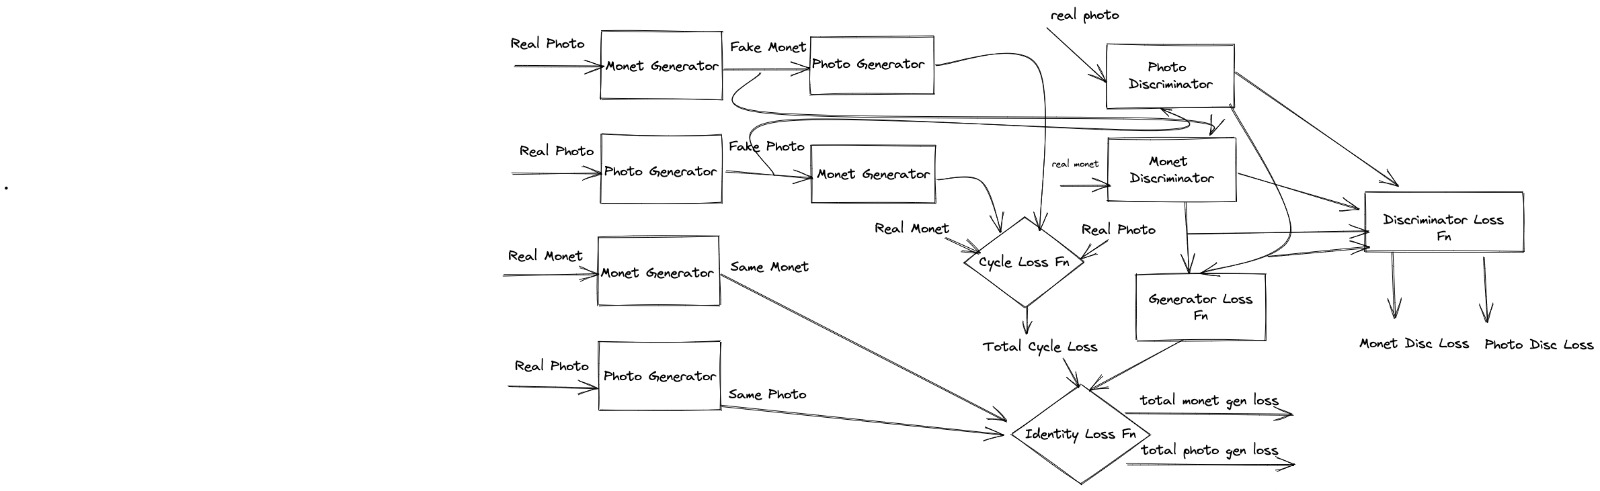 real photo
Real Photo
Monet Generator
Fake Monet
Photo Generator
Photo
Discriminator
Real Photo
Photo Generator
Fake Photo
Monet Generator
real monet
Monet
Discriminator
Real Monet
Real Photo
Cycle Loss Fn
Discriminator Loss
Fn
Real Monet
Monet Generator
Same Monet
Generator Loss
Fn
Total Cycle Loss
Monet Disc Loss
Photo Disc Loss
Real Photo
Photo Generator
Same Photo
Identity Loss Fn
total monet gen loss
total photo gen loss